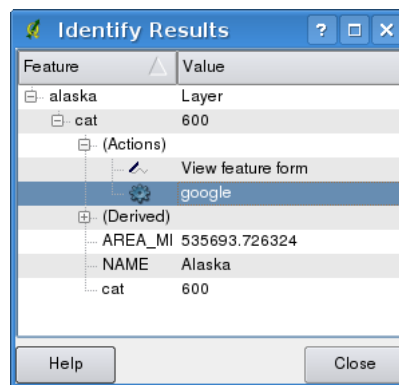 Identify Results
Feature Value
alaska Layer
cat 600
(Actions)
View feature form
google
(Derived)
AREA_MI 535693.726324
NAME Alaska
cat 600
Help Close